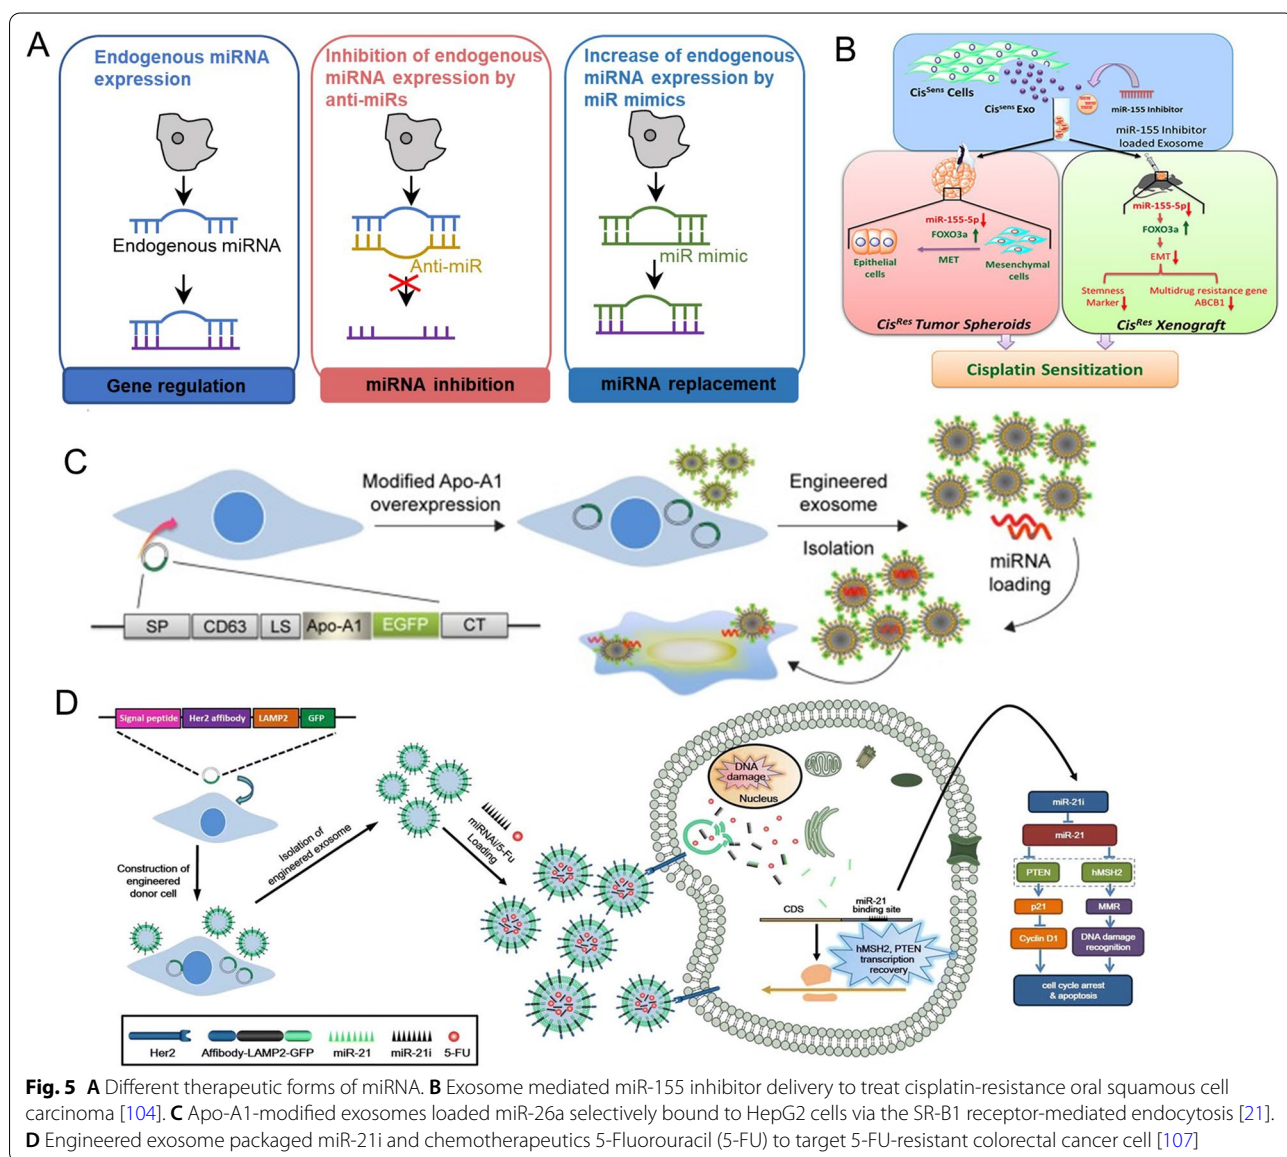 A
Endogenous miRNA
expression
Endogenous miRNA
Gene regulation
Inhibition of endogenous
miRNA expression by
anti-miRs
Anti-miR
miRNA inhibition
Increase of endogenous
miRNA expression by
miR mimics
miR mimic
miRNA replacement
B
CisSens Cells
Cissens Exo
miR-155 Inhibitor
miR-155 Inhibitor
loaded Exosome
miR-155-5p
FOXO3a
MET
Epithelial
cells
Mesenchymal
cells
CisRes Tumor Spheroids
miR-155-5p
FOXO3a
EMT
Stemness
Marker
Multidrug resistance gene
ABCB1
CisRes Xenograft
Cisplatin Sensitization
C
Modified Apo-A1
overexpression
Engineered
exosome
Isolation
miRNA
loading
SP CD63 LS Apo-A1 EGFP CT
D
Signal peptide Her2 affibody LAMP2 GFP
Construction of
engineered
donor cell
Isolation of
engineered exosome
miRNAi/5-Fu
Loading
DNA
damage
Nucleus
CDS
miR-21
binding site
hMSH2, PTEN
transcription
recovery
miR-21i
miR-21
PTEN hMSH2
p21 MMR
Cyclin D1
DNA damage
recognition
cell cycle arrest
& apoptosis
Her2 Affibody-LAMP2-GFP miR-21 miR-21i 5-FU
Fig. 5 A Different therapeutic forms of miRNA. B Exosome mediated miR-155 inhibitor delivery to treat cisplatin-resistance oral squamous cell
carcinoma [104]. C Apo-A1-modified exosomes loaded miR-26a selectively bound to HepG2 cells via the SR-B1 receptor-mediated endocytosis [21].
D Engineered exosome packaged miR-21i and chemotherapeutics 5-Fluorouracil (5-FU) to target 5-FU-resistant colorectal cancer cell [107]